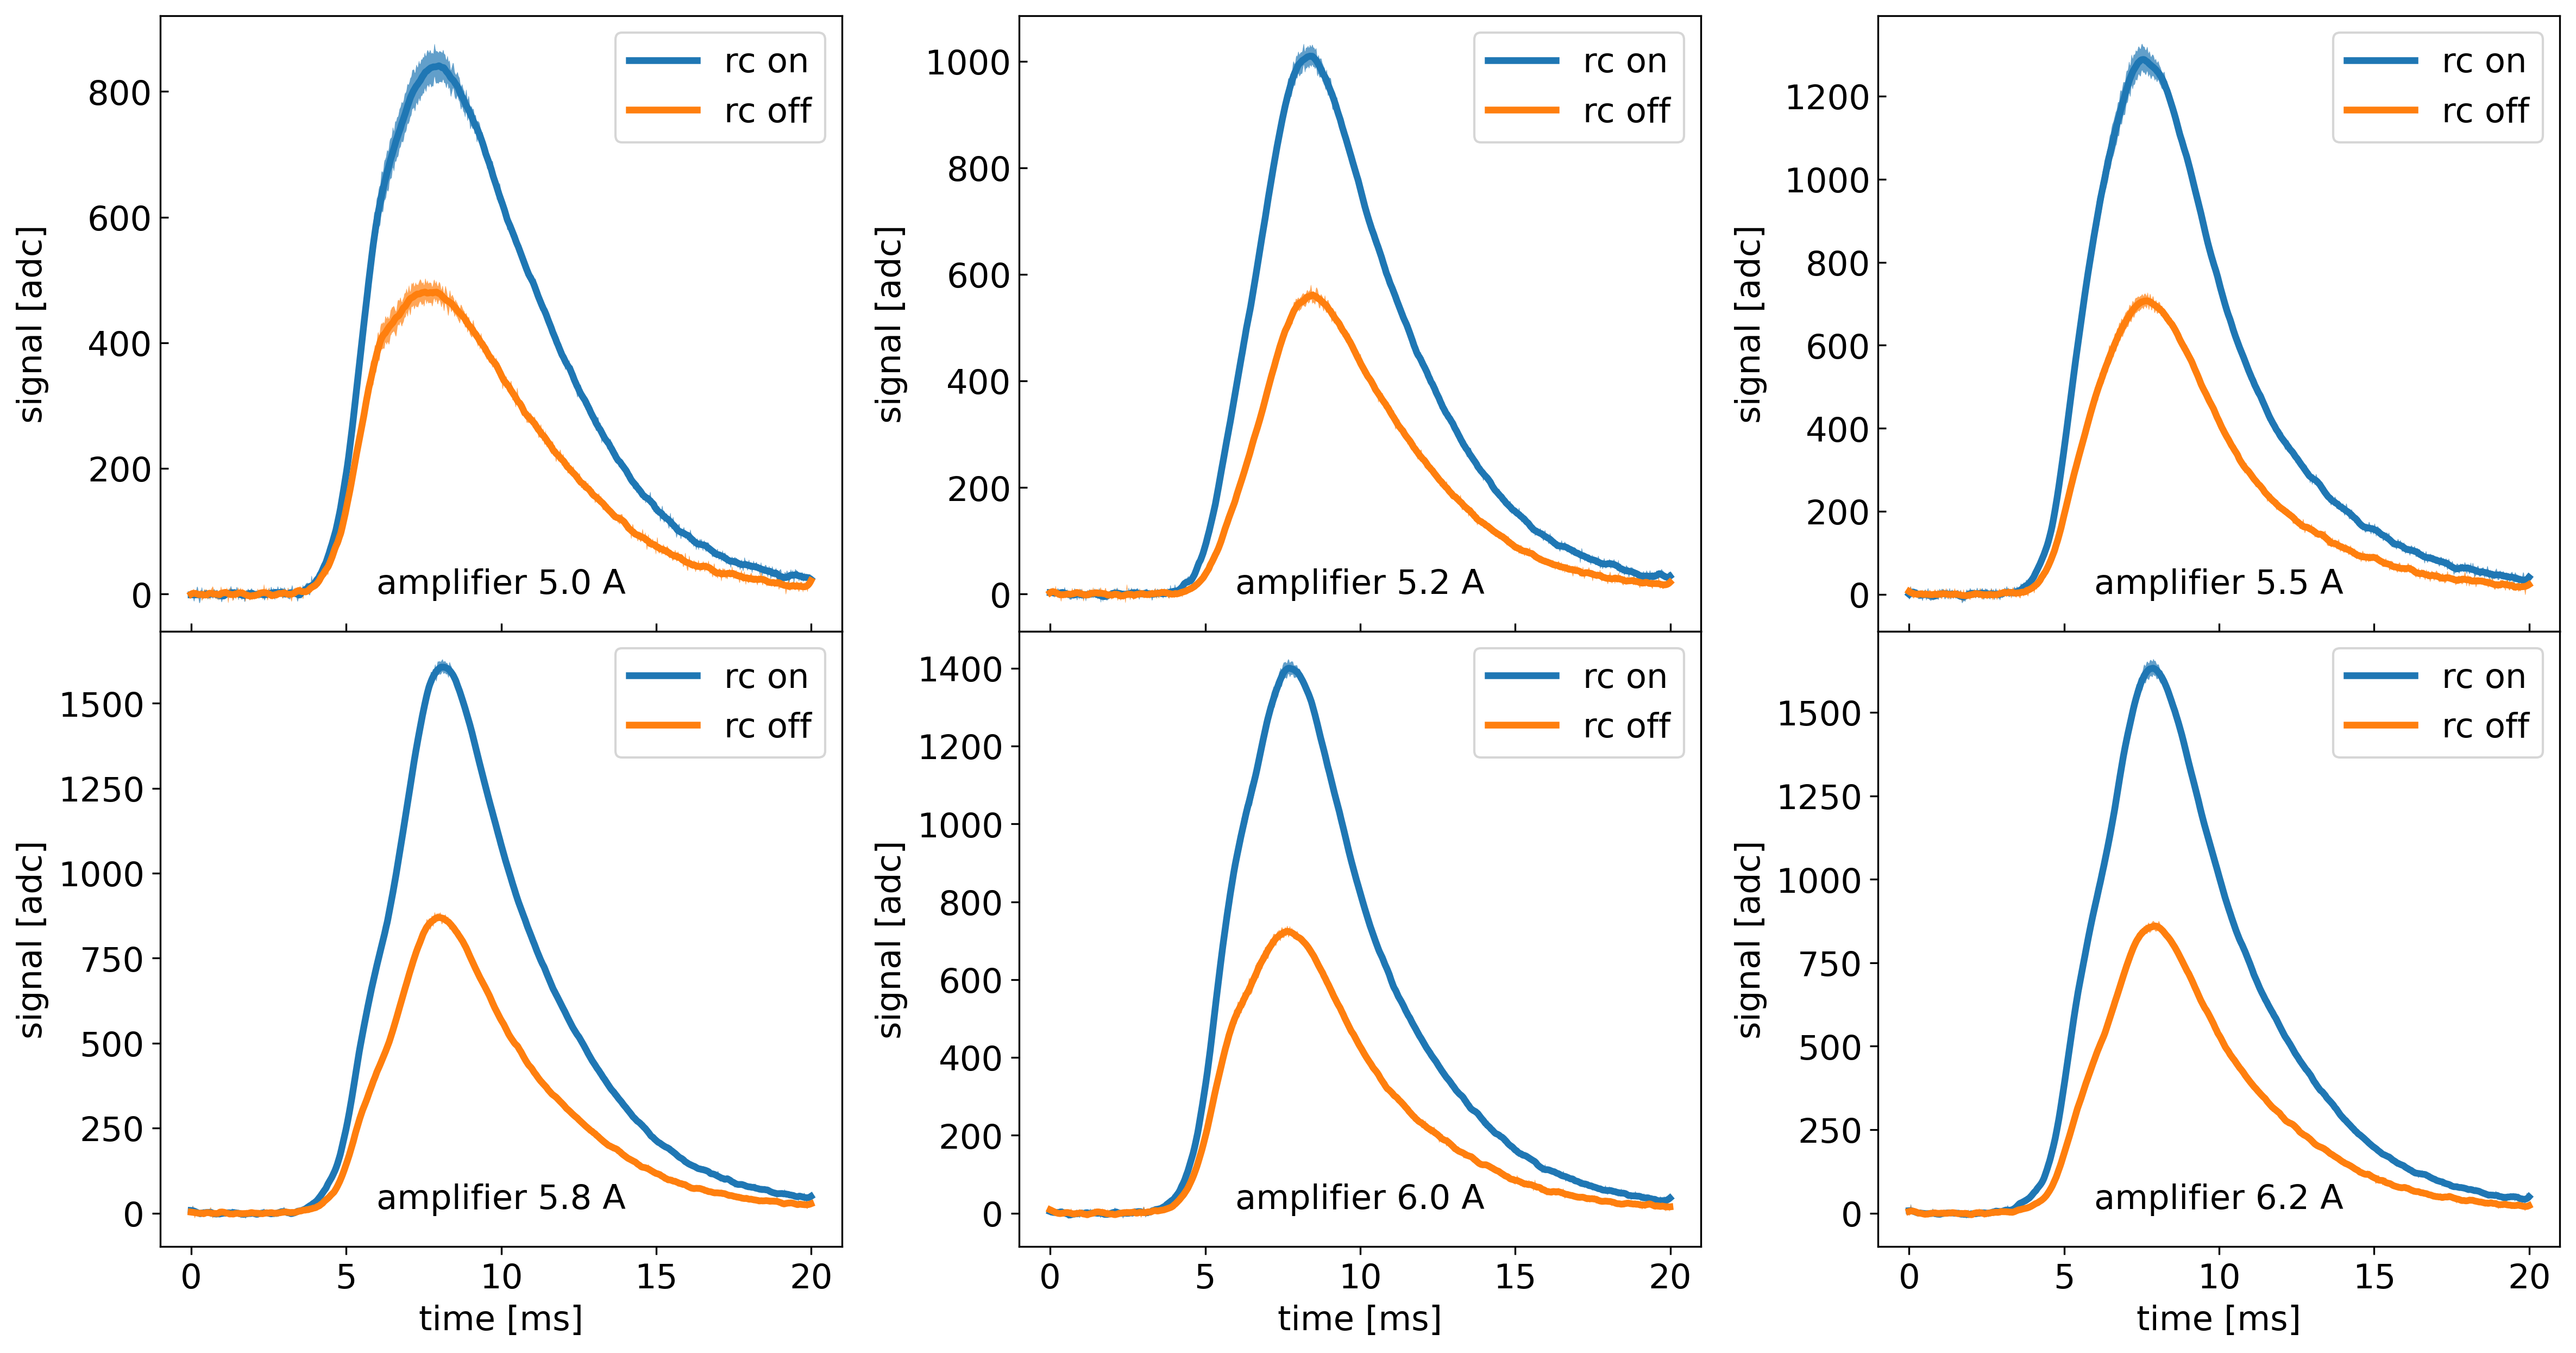 signal [adc]
800
600
400
200
0
rc on
rc off
amplifier 5.0 A
signal [adc]
1000
800
600
400
200
0
rc on
rc off
amplifier 5.2 A
signal [adc]
1200
1000
800
600
400
200
0
rc on
rc off
amplifier 5.5 A
signal [adc]
1500
1250
1000
750
500
250
0
rc on
rc off
amplifier 5.8 A
0 5 10 15 20
time [ms]
signal [adc]
1400
1200
1000
800
600
400
200
0
rc on
rc off
amplifier 6.0 A
0 5 10 15 20
time [ms]
signal [adc]
1500
1250
1000
750
500
250
0
rc on
rc off
amplifier 6.2 A
0 5 10 15 20
time [ms]